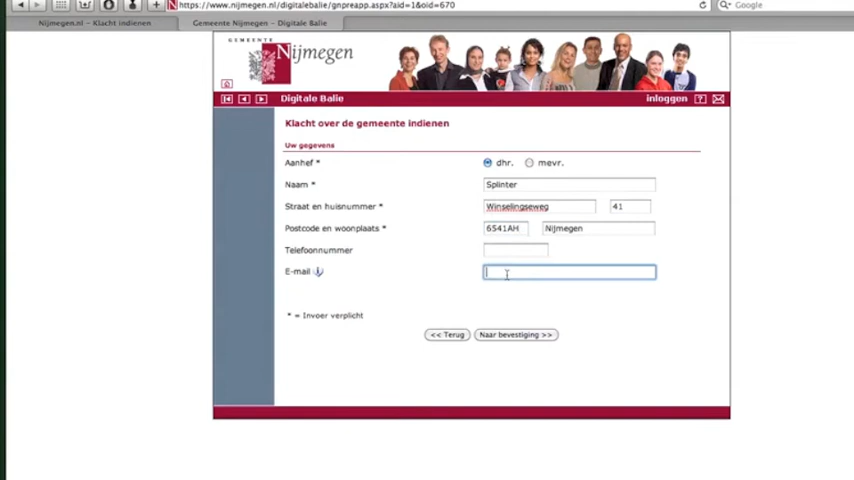 https://www.nijmegen.nl/digitalebalie/gnpreapp.aspx?aid=1&oid=670
Google
Nijmegen.nl – Klacht indienen
Gemeente Nijmegen – Digitale Balie
GEMEENTE
Nijmegen
Digitale Balie
inloggen
Klacht over de gemeente indienen
Uw gegevens
Aanhef * dhr. mevr.
Naam * Splinter
Straat en huisnummer * Winselingseweg 41
Postcode en woonplaats * 6541AH Nijmegen
Telefoonnummer
E-mail
* = Invoer verplicht
<< Terug Naar bevestiging >>